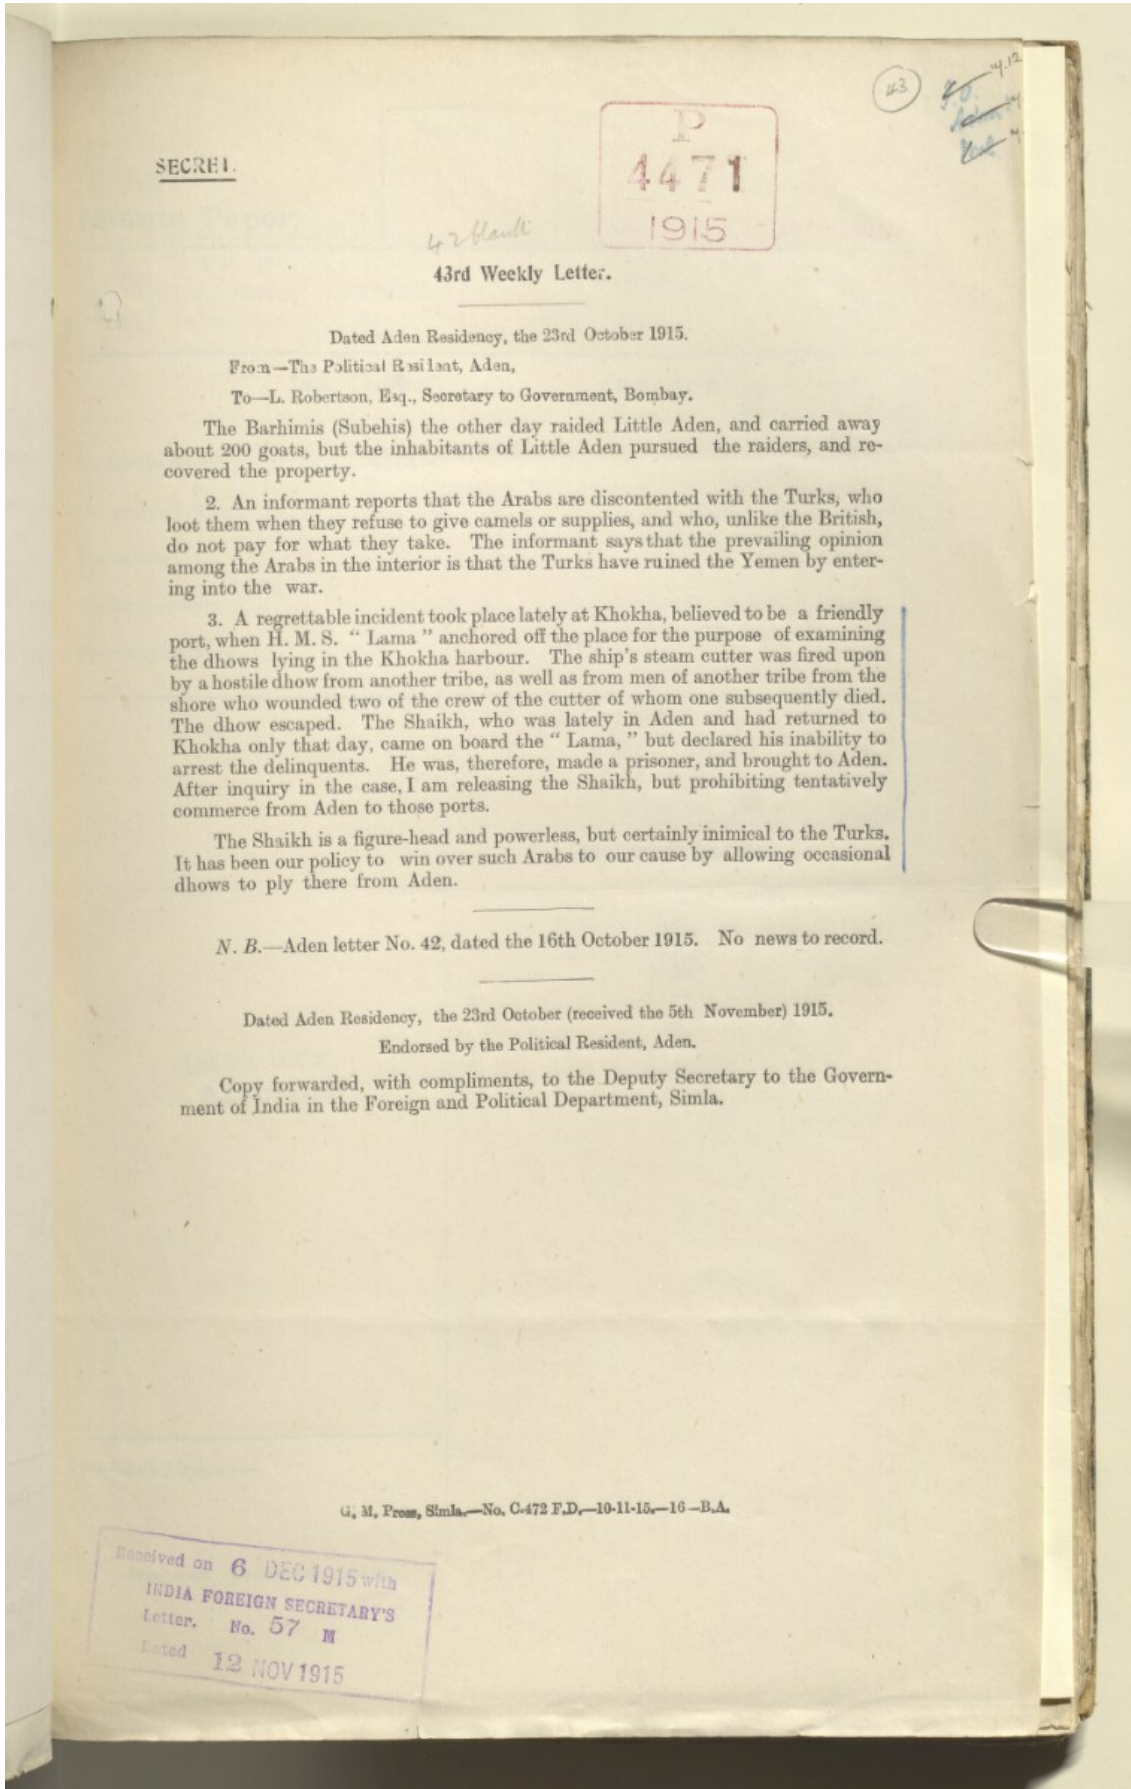 43
SECRET.
P
4471
1915
42 blank
43rd Weekly Letter.
Dated Aden Residency, the 23rd October 1915.
From—The Political Resident, Aden,
To—L. Robertson, Esq., Secretary to Government, Bombay.
The Barhimis (Subehis) the other day raided Little Aden, and carried away
about 200 goats, but the inhabitants of Little Aden pursued the raiders, and re-
covered the property.
2. An informant reports that the Arabs are discontented with the Turks, who
loot them when they refuse to give camels or supplies, and who, unlike the British,
do not pay for what they take. The informant says that the prevailing opinion
among the Arabs in the interior is that the Turks have ruined the Yemen by enter-
ing into the war.
3. A regrettable incident took place lately at Khokha, believed to be a friendly
port, when H. M. S. “ Lama ” anchored off the place for the purpose of examining
the dhows lying in the Khokha harbour. The ship's steam cutter was fired upon
by a hostile dhow from another tribe, as well as from men of another tribe from the
shore who wounded two of the crew of the cutter of whom one subsequently died.
The dhow escaped. The Shaikh, who was lately in Aden and had returned to
Khokha only that day, came on board the “ Lama, ” but declared his inability to
arrest the delinquents. He was, therefore, made a prisoner, and brought to Aden.
After inquiry in the case, I am releasing the Shaikh, but prohibiting tentatively
commerce from Aden to those ports.
The Shaikh is a figure-head and powerless, but certainly inimical to the Turks.
It has been our policy to win over such Arabs to our cause by allowing occasional
dhows to ply there from Aden.
N. B.—Aden letter No. 42, dated the 16th October 1915. No news to record.
Dated Aden Residency, the 23rd October (received the 5th November) 1915.
Endorsed by the Political Resident, Aden.
Copy forwarded, with compliments, to the Deputy Secretary to the Govern-
ment of India in the Foreign and Political Department, Simla.
G. M. Press, Simla.—No. C.472 F.D.—10-11-15.—16—B.A.
Received on 6 DEC 1915 with
INDIA FOREIGN SECRETARY'S
Letter. No. 57 M
Dated 12 NOV 1915